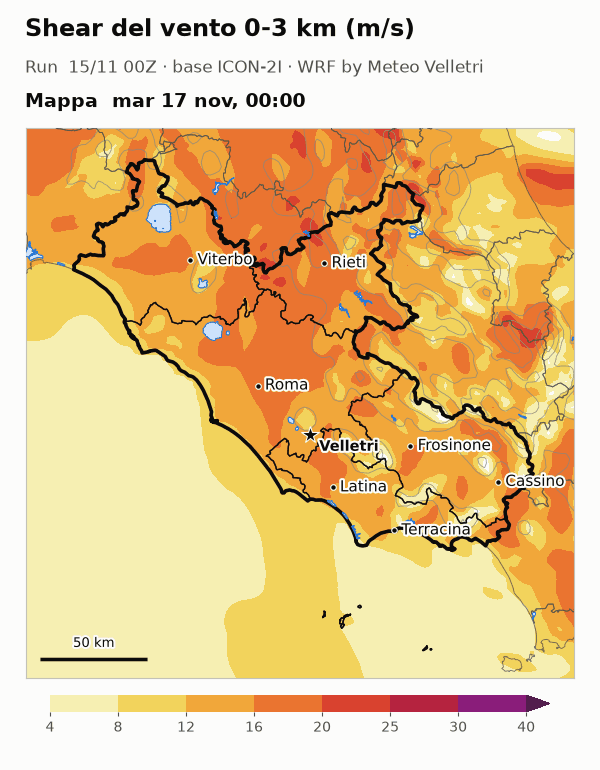 Shear del vento 0-3 km (m/s)
Run  15/11 00Z · base ICON-2I · WRF by Meteo Velletri
Mappa  mar 17 nov, 00:00
Viterbo
Rieti
Roma
Velletri
Frosinone
Cassino
Latina
Terracina
50 km
4 8 12 16 20 25 30 40